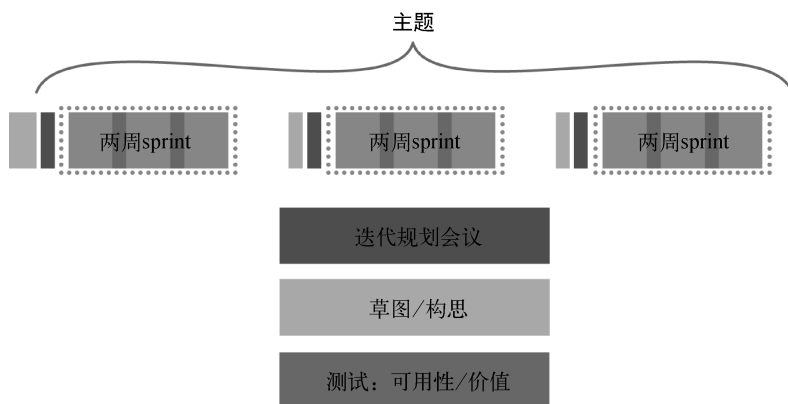 主题
两周sprint
两周sprint
两周sprint
迭代规划会议
草图/构思
测试：可用性/价值